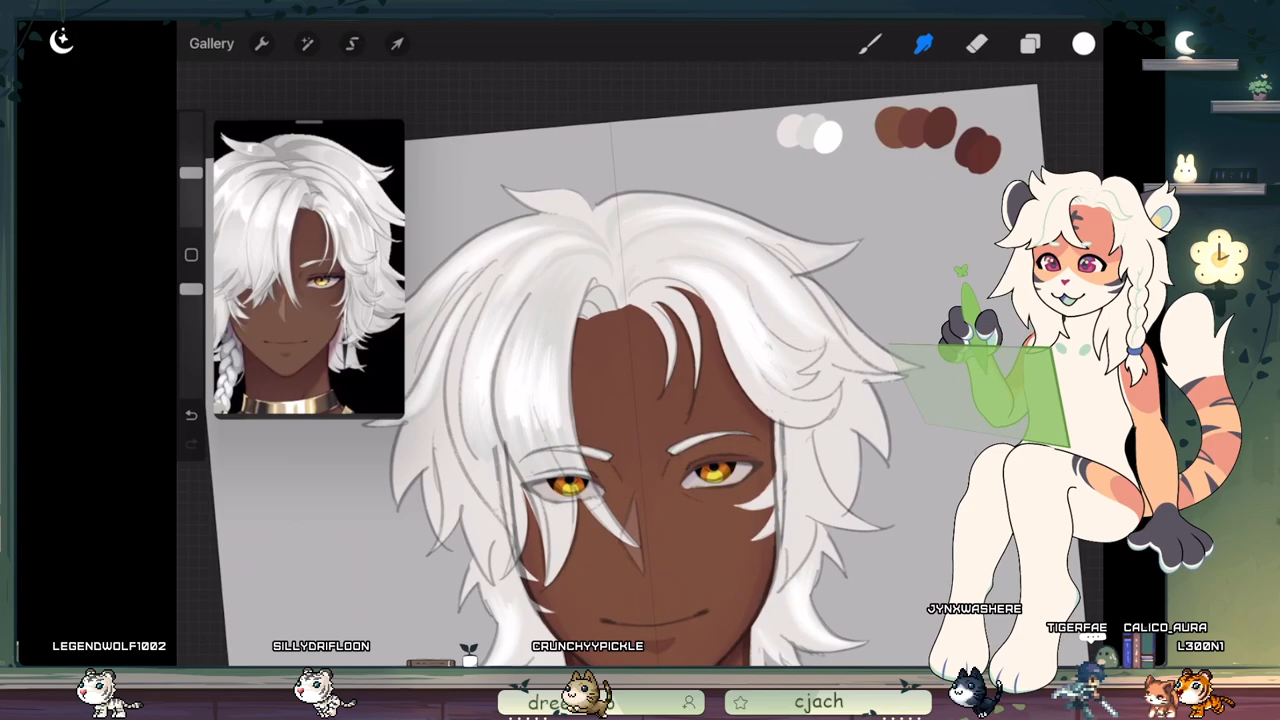 Gallery
JYNXWASHERE
TIGERFAE
CALICO_AURA
LEGENDWOLF1002
SILLYDRIFLOON
CRUNCHYYPICKLE
L300N1
cjach